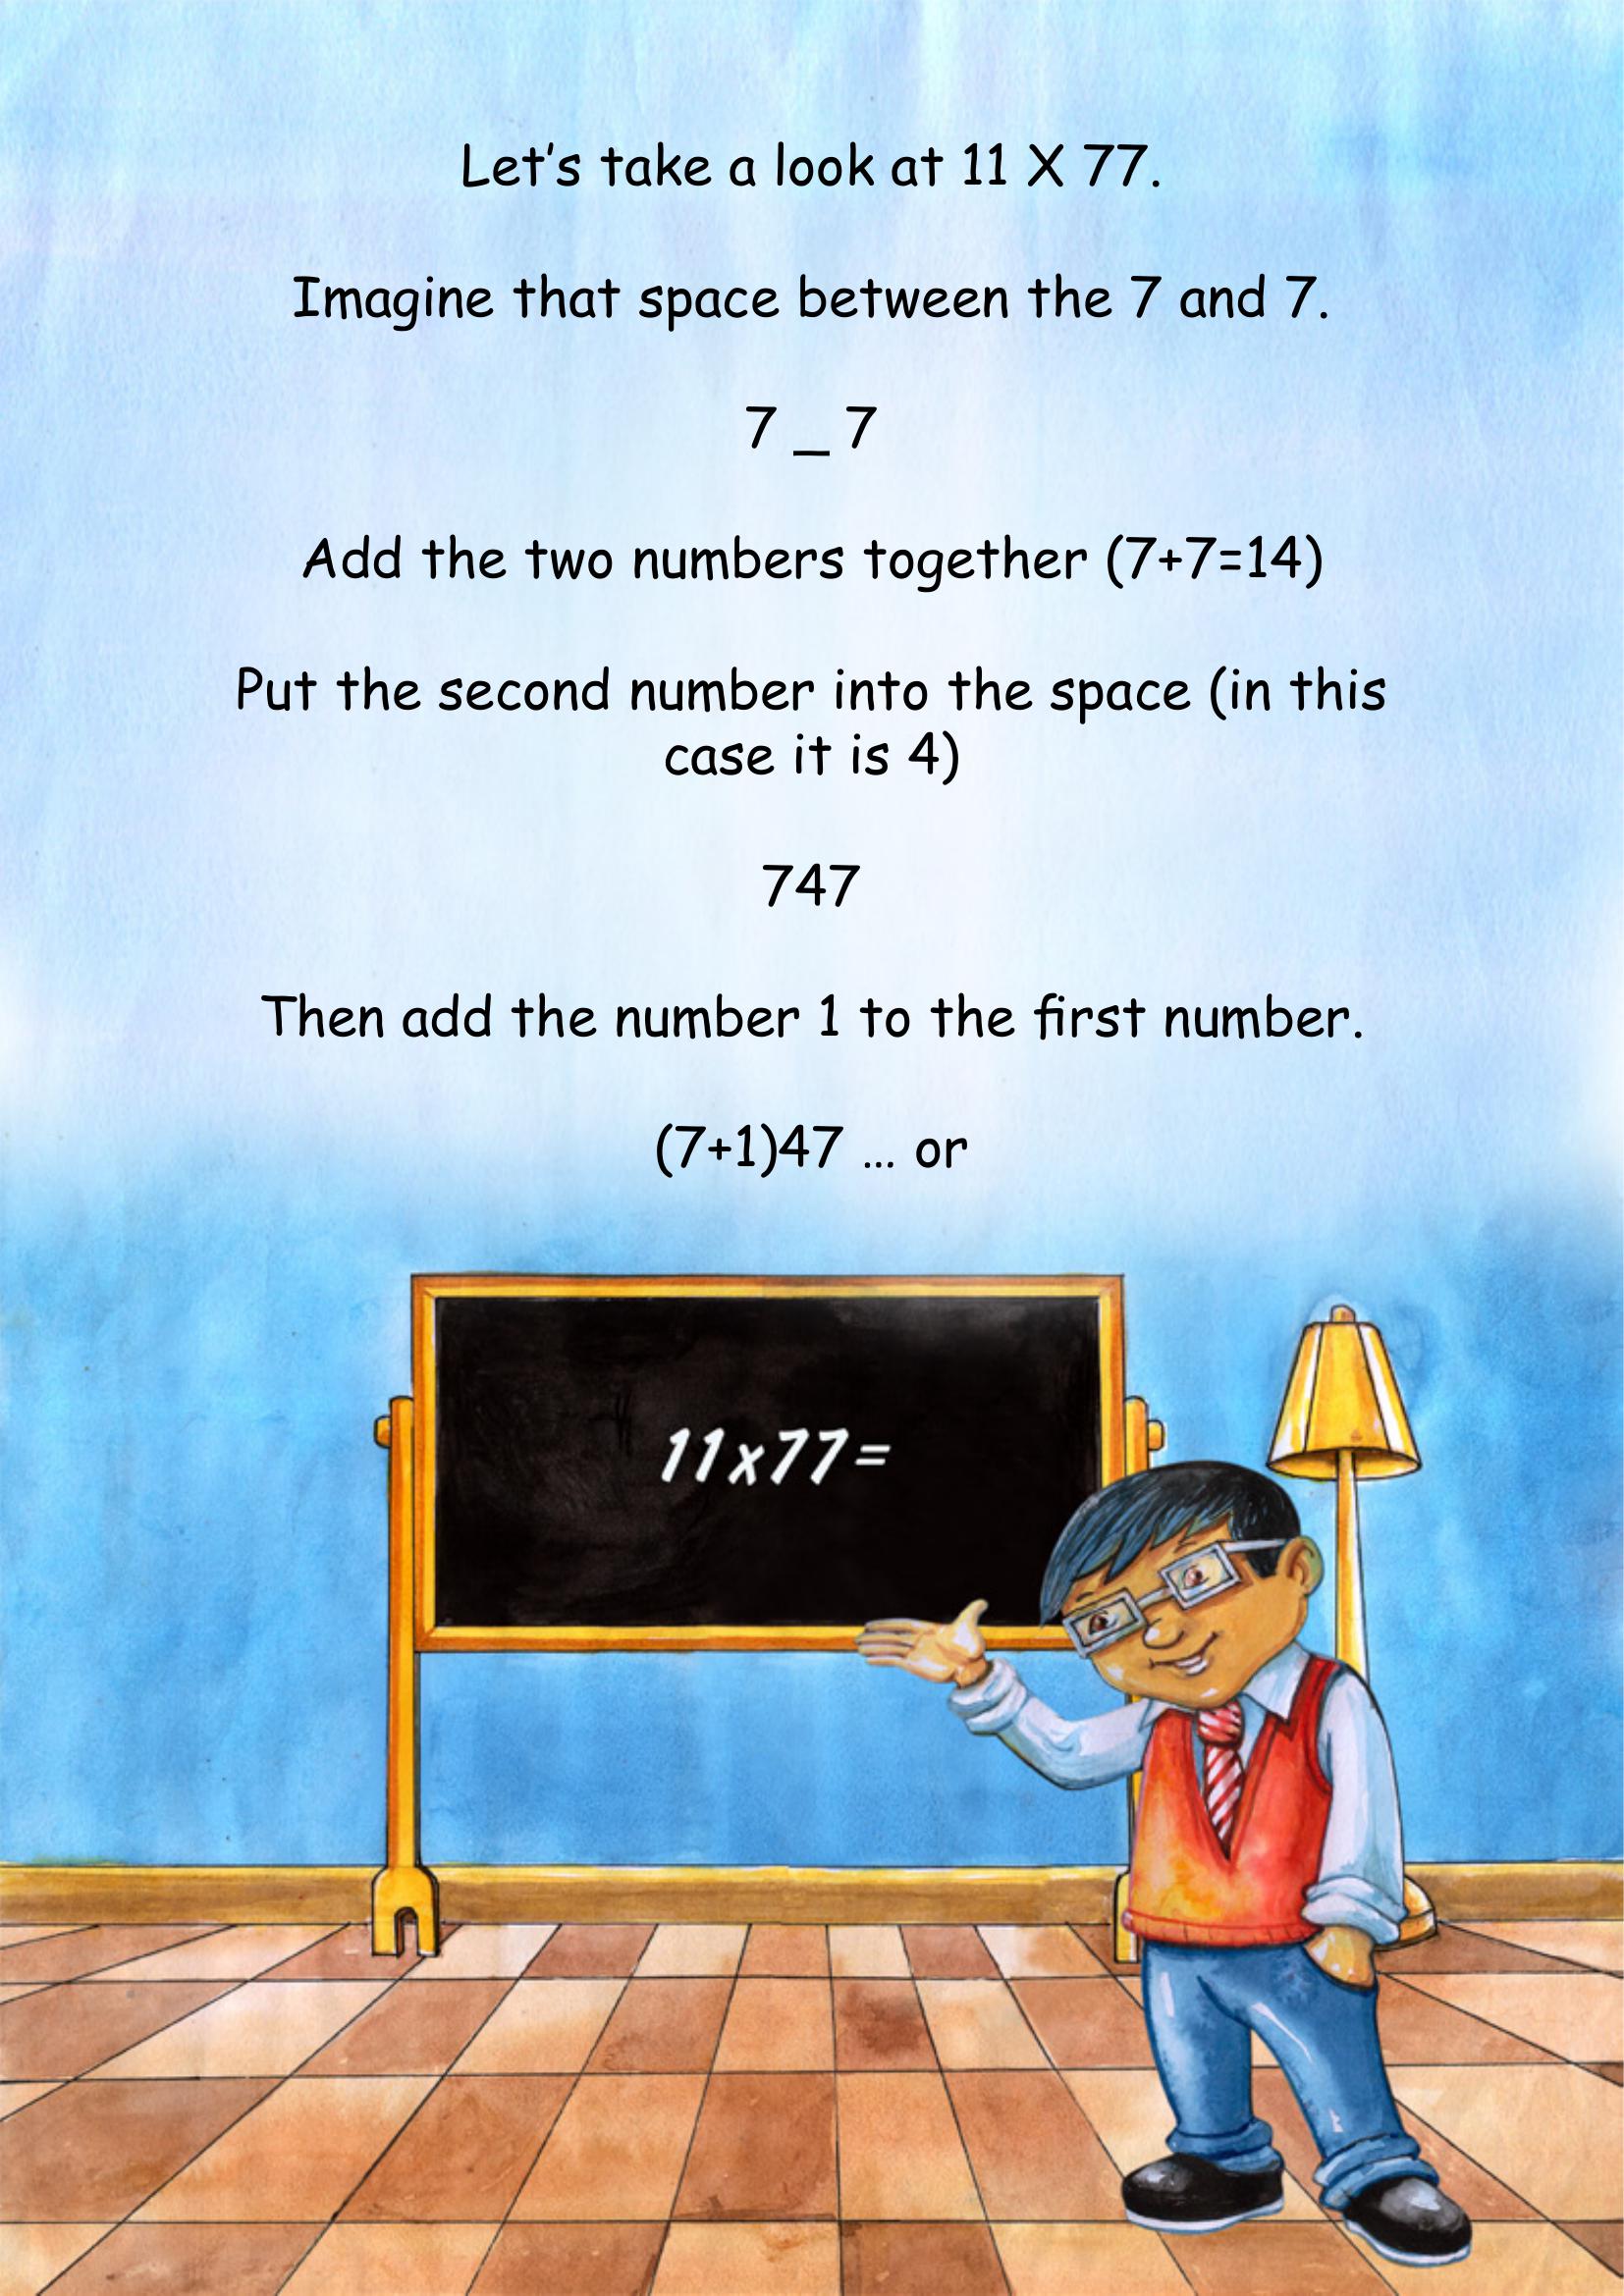 Let’s take a look at 11 X 77.
Imagine that space between the 7 and 7.
7 _ 7
Add the two numbers together (7+7=14)
Put the second number into the space (in this
case it is 4)
747
Then add the number 1 to the first number.
(7+1)47 … or
11x77=